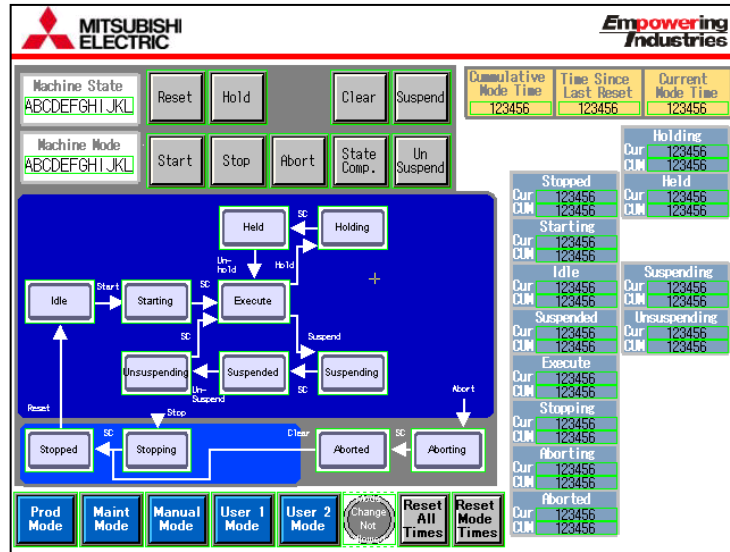 MITSUBISHI
ELECTRIC
Empowering
Industries
Machine State
ABCDEFGHIJKL
Reset
Hold
Clear
Suspend
Cummulative
Mode Time
123456
Time Since
Last Reset
123456
Current
Mode Time
123456
Machine Mode
ABCDEFGHIJKL
Start
Stop
Abort
State
Comp.
Un
Suspend
Holding
Cur 123456
CUM 123456
Stopped
Cur 123456
CUM 123456
Held
Cur 123456
CUM 123456
Starting
Cur 123456
CUM 123456
Idle
Cur 123456
CUM 123456
Suspending
Cur 123456
CUM 123456
Suspended
Cur 123456
CUM 123456
Unsuspending
Cur 123456
CUM 123456
Execute
Cur 123456
CUM 123456
Stopping
Cur 123456
CUM 123456
Aborting
Cur 123456
CUM 123456
Aborted
Cur 123456
CUM 123456
Held
SC
Holding
Un-
hold
Hold
Idle
Start
Starting
SC
Execute
SC
Suspend
Unsuspending
Un-
Suspend
Suspended
SC
Suspending
Reset
Stop
Abort
Stopped
SC
Stopping
Clear
Aborted
SC
Aborting
Prod
Mode
Maint
Mode
Manual
Mode
User 1
Mode
User 2
Mode
Change
Not
Reset
All
Times
Reset
Mode
Times